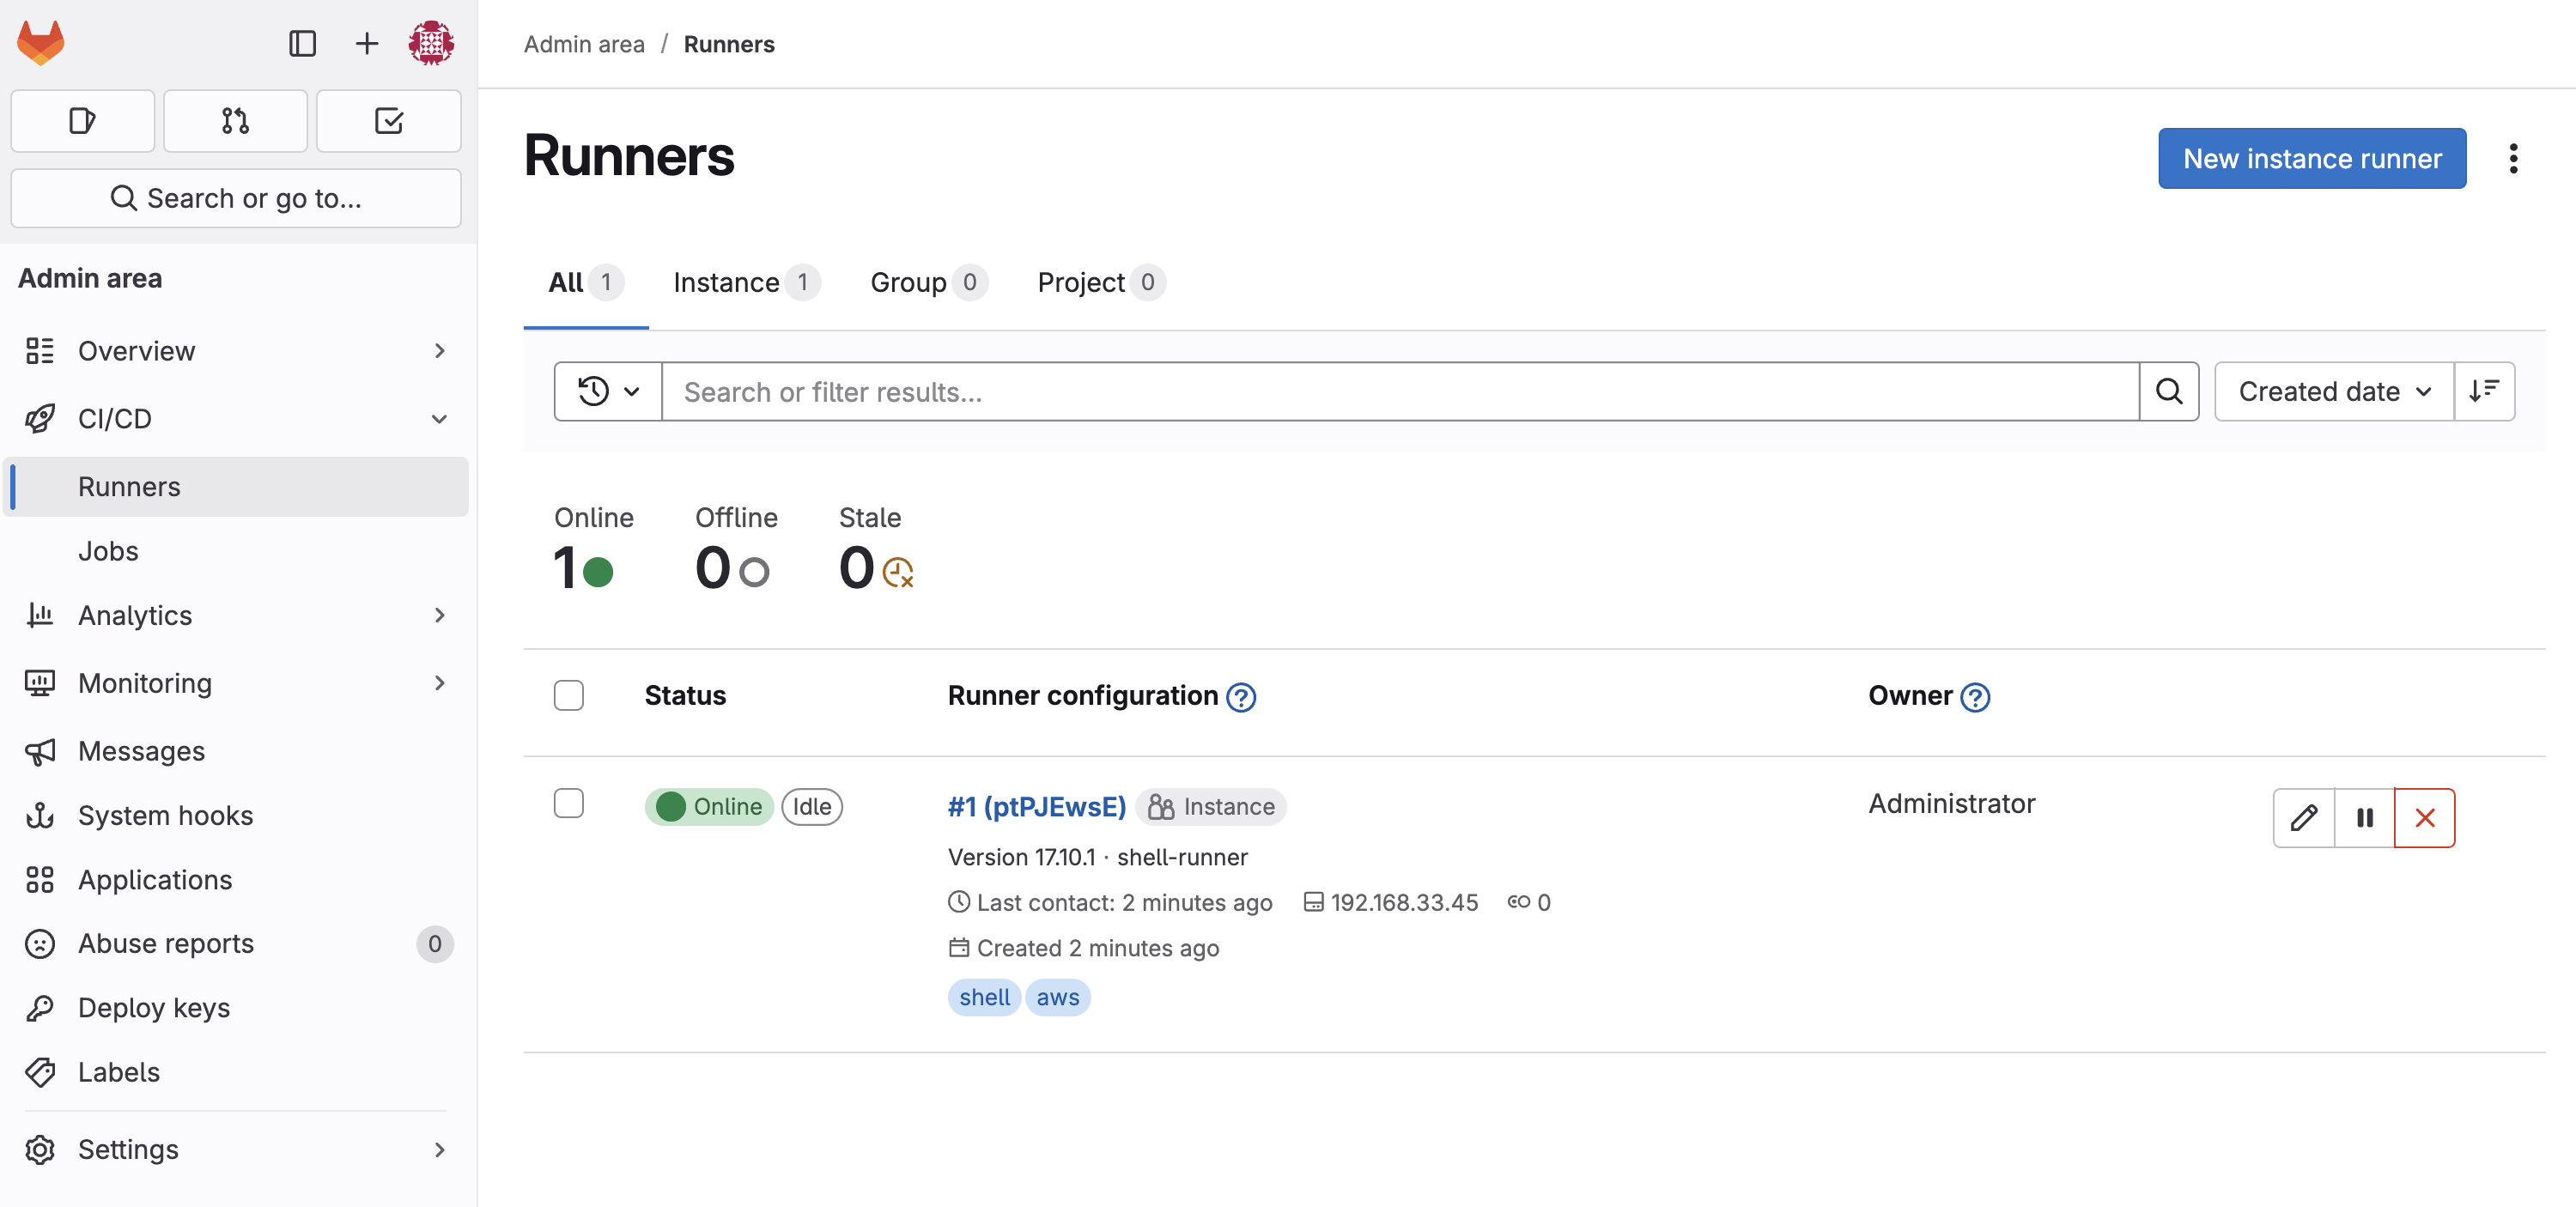 Search or go to...
Admin area
Overview
CI/CD
Runners
Jobs
Analytics
Monitoring
Messages
System hooks
Applications
Abuse reports 0
Deploy keys
Labels
Settings
Admin area / Runners
Runners
New instance runner
All 1 Instance 1 Group 0 Project 0
Search or filter results...
Created date
Online Offline Stale
1 0 0
Status Runner configuration Owner
Online Idle #1 (ptPJEwsE) Instance Administrator
Version 17.10.1 · shell-runner
Last contact: 2 minutes ago 192.168.33.45 0
Created 2 minutes ago
shell aws